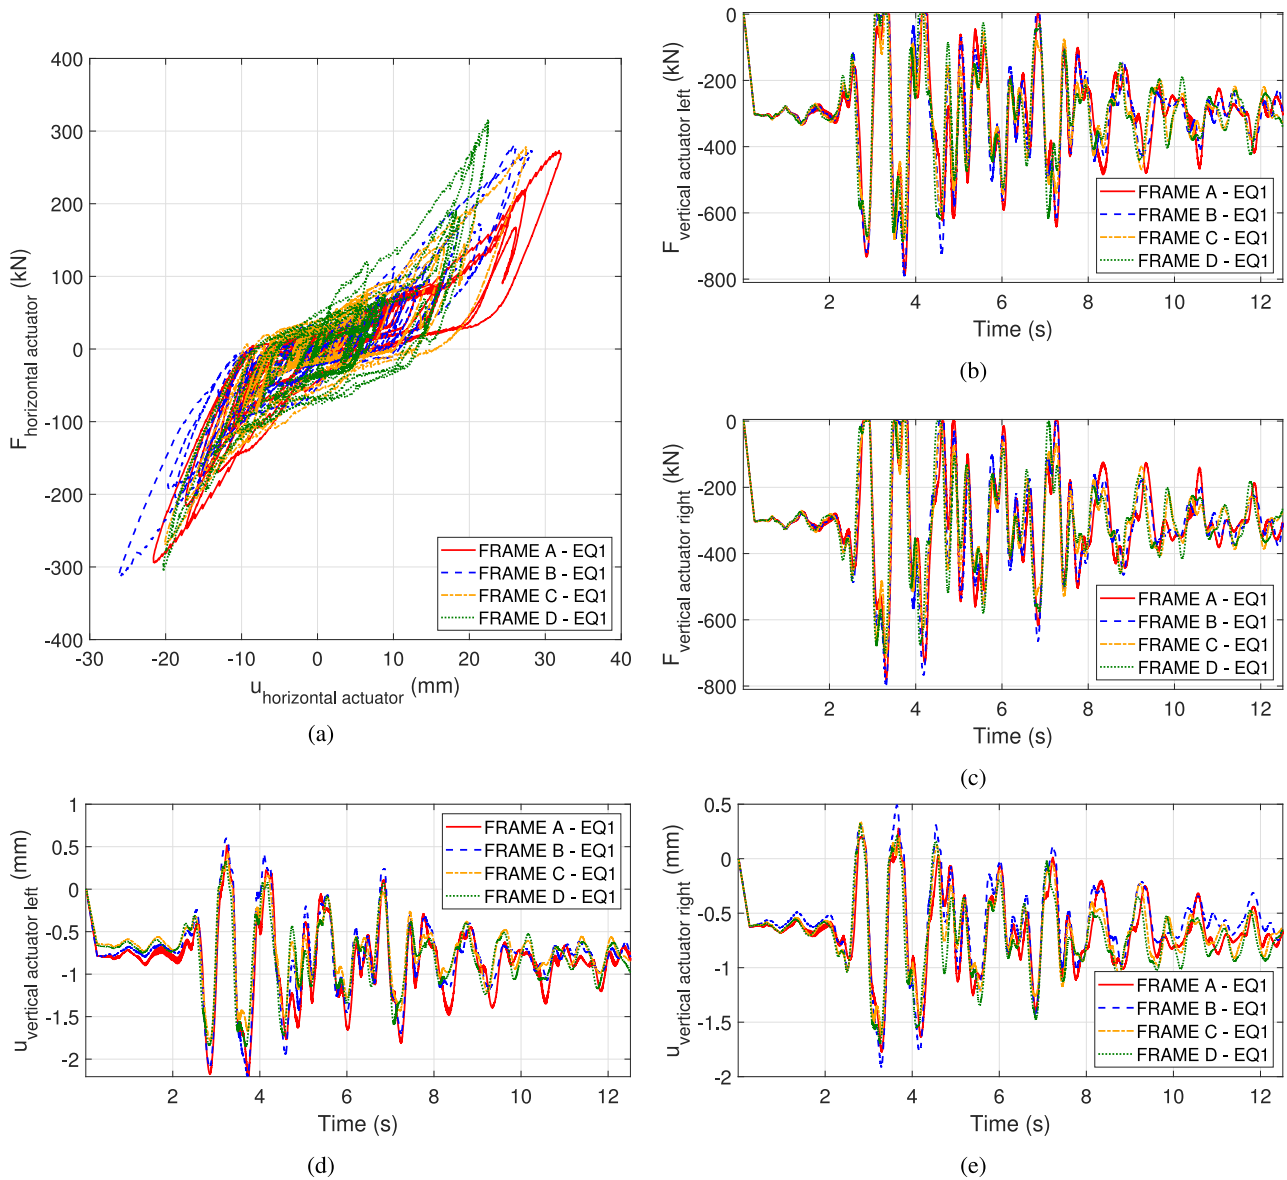 400
300
200
100
0
-100
-200
-300
-400
-30
-20
-10
0
10
20
30
40
F horizontal actuator (kN)
u horizontal actuator (mm)
FRAME A - EQ1
FRAME B - EQ1
FRAME C - EQ1
FRAME D - EQ1
(a)
0
-200
-400
-600
-800
2
4
6
8
10
12
F vertical actuator left (kN)
Time (s)
FRAME A - EQ1
FRAME B - EQ1
FRAME C - EQ1
FRAME D - EQ1
(b)
0
-200
-400
-600
-800
2
4
6
8
10
12
F vertical actuator right (kN)
Time (s)
FRAME A - EQ1
FRAME B - EQ1
FRAME C - EQ1
FRAME D - EQ1
(c)
1
0.5
0
-0.5
-1
-1.5
-2
2
4
6
8
10
12
u vertical actuator left (mm)
Time (s)
FRAME A - EQ1
FRAME B - EQ1
FRAME C - EQ1
FRAME D - EQ1
(d)
0.5
0
-0.5
-1
-1.5
-2
2
4
6
8
10
12
u vertical actuator right (mm)
Time (s)
FRAME A - EQ1
FRAME B - EQ1
FRAME C - EQ1
FRAME D - EQ1
(e)